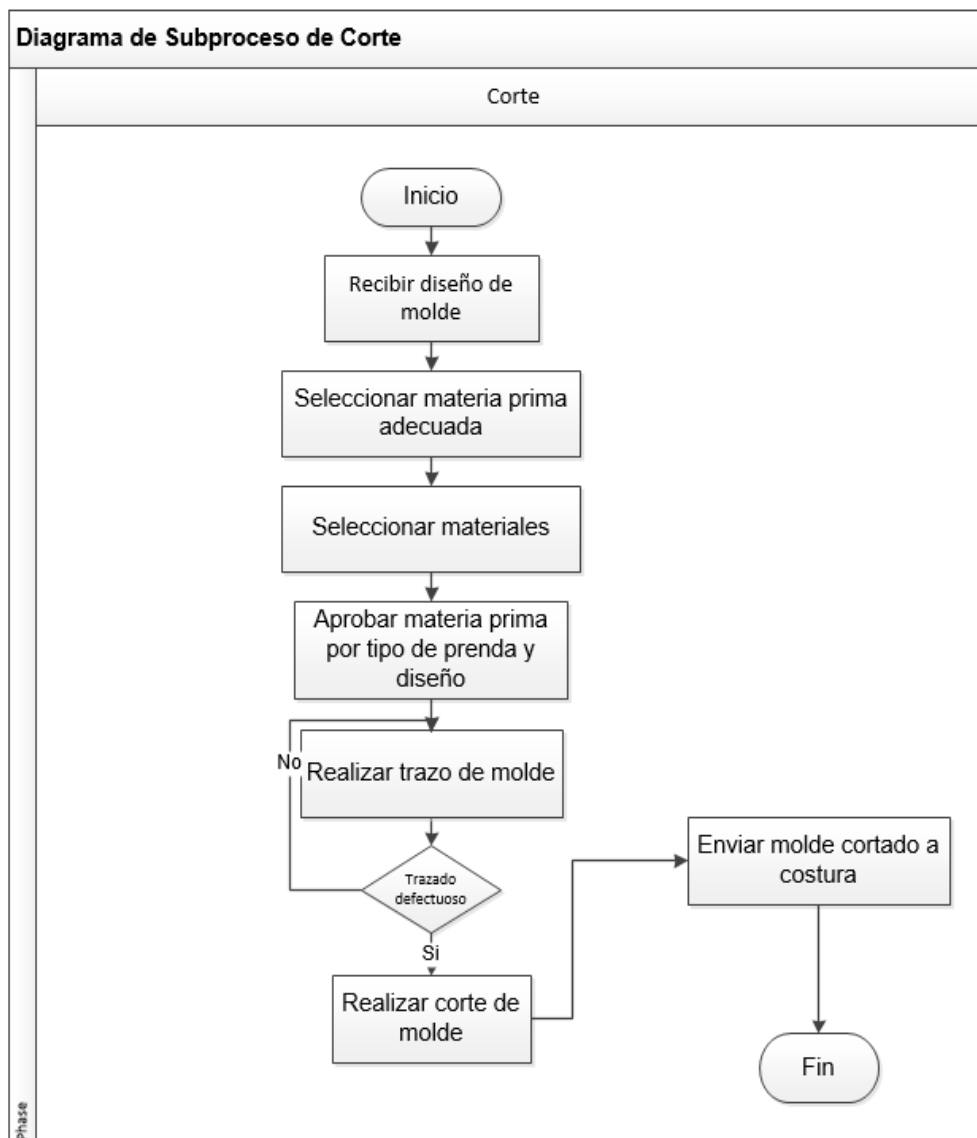 Diagrama de Subproceso de Corte
Corte
Inicio
Recibir diseño de
molde
Seleccionar materia prima
adecuada
Seleccionar materiales
Aprobar materia prima
por tipo de prenda y
diseño
No
Realizar trazo de molde
Trazado
defectuoso
Si
Realizar corte de
molde
Enviar molde cortado a
costura
Fin
Phase